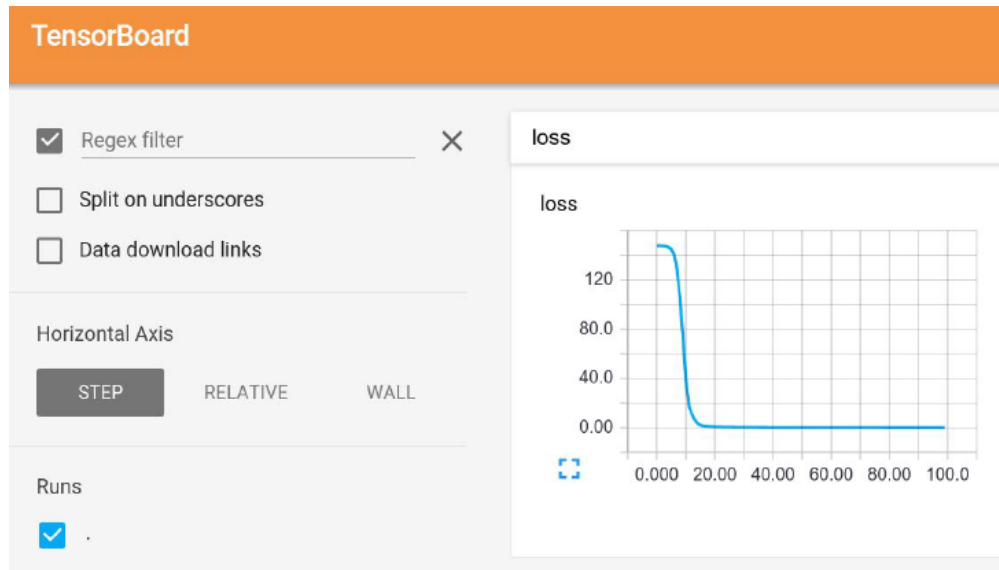 TensorBoard
Regex filter
Split on underscores
Data download links
Horizontal Axis
STEP RELATIVE WALL
Runs
.
loss
loss
120
80.0
40.0
0.00
0.000 20.00 40.00 60.00 80.00 100.0